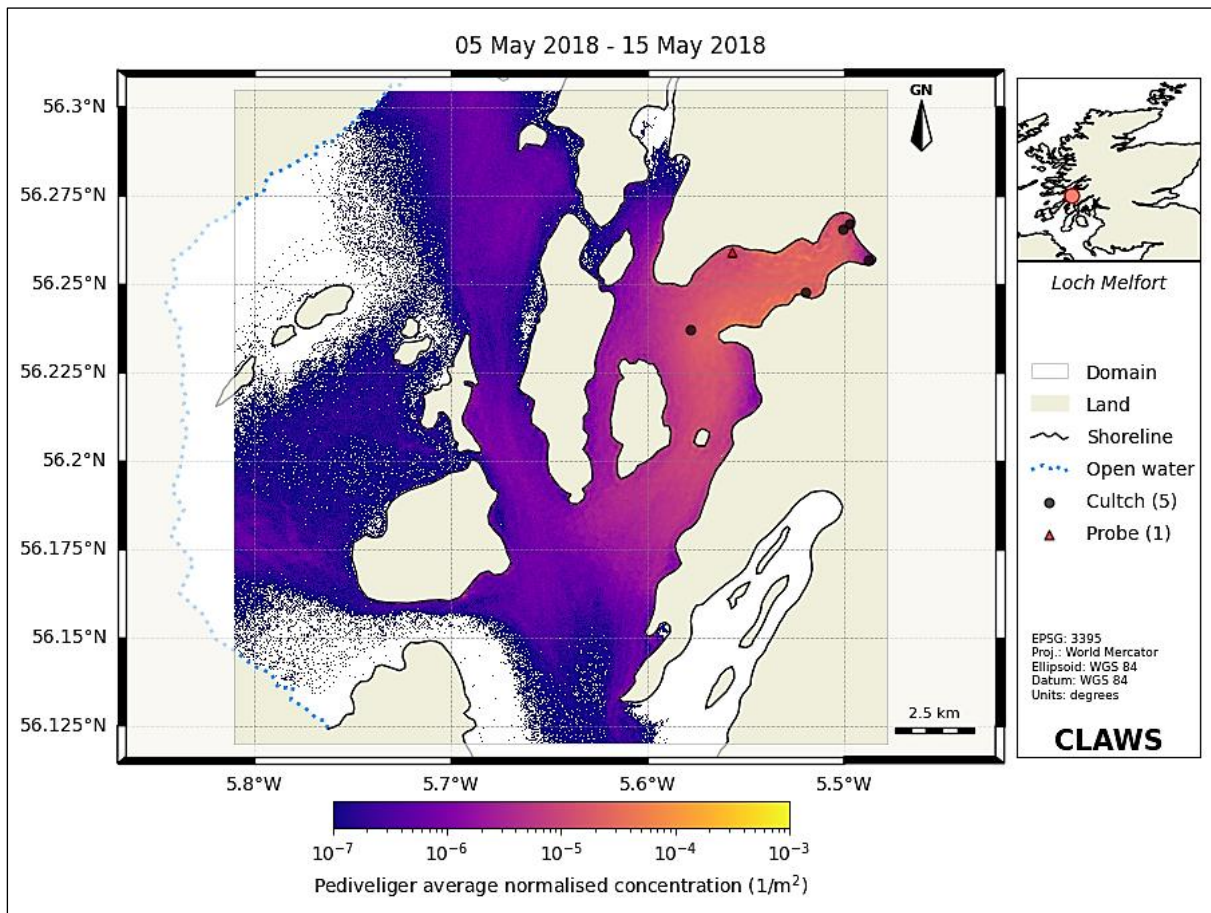 05 May 2018 - 15 May 2018
GN
56.3°N
56.275°N
56.25°N
56.225°N
56.2°N
56.175°N
56.15°N
56.125°N
5.8°W
5.7°W
5.6°W
5.5°W
2.5 km
Loch Melfort
Domain
Land
Shoreline
Open water
Cultch (5)
Probe (1)
EPSG: 3395
Proj.: World Mercator
Ellipsoid: WGS 84
Datum: WGS 84
Units: degrees
CLAWS
10⁻⁷
10⁻⁶
10⁻⁵
10⁻⁴
10⁻³
Pediveliger average normalised concentration (1/m²)